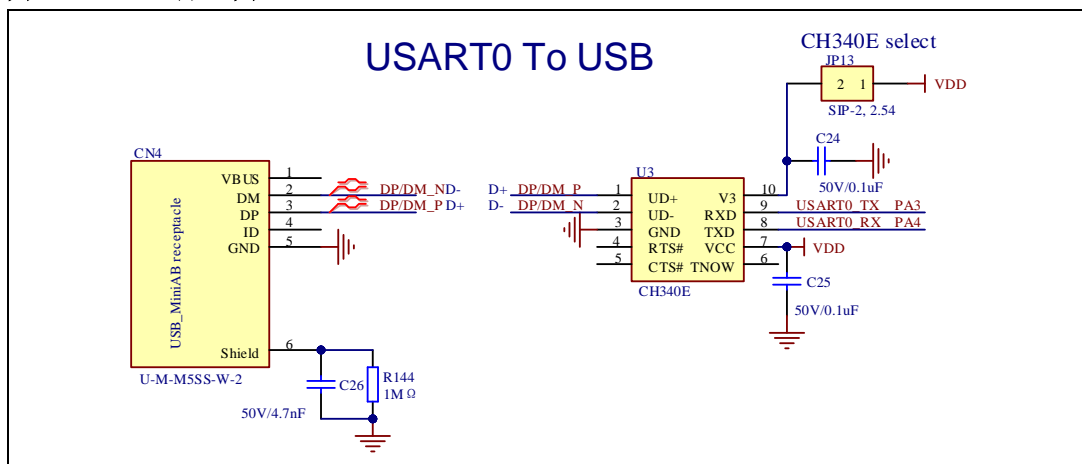 USART0 To USB
CH340E select
JP13
2 1
VDD
SIP-2, 2.54
C24
50V/0.1uF
CN4
USB_MiniAB receptacle
VBUS 1
DM 2 DP/DM_N D-
DP 3 DP/DM_P D+
ID 4
GND 5
Shield 6
U-M-M5SS-W-2
C26
50V/4.7nF
R144
1MΩ
U3
D+ DP/DM_P 1 UD+ V3 10
D- DP/DM_N 2 UD- RXD 9 USART0_TX PA3
3 GND TXD 8 USART0_RX PA4
4 RTS# VCC 7 VDD
5 CTS# TNOW 6
CH340E
C25
50V/0.1uF